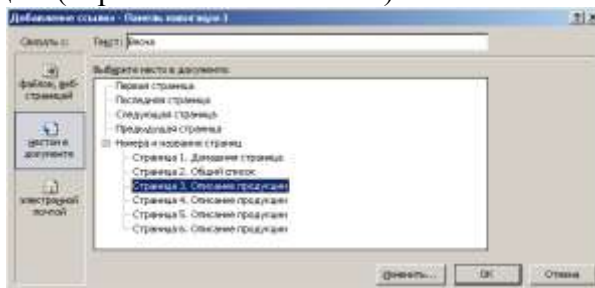 Добавление ссылки - Панель навигации 1
Связать с:
Текст: Весна
Выберите место в документе:
файлом, веб-страницей
местом в документе
электронной почтой
Первая страница
Последняя страница
Следующая страница
Предыдущая страница
Номера и названия страниц
Страница 1. Домашняя страница
Страница 2. Общий список
Страница 3. Описание продукции
Страница 4. Описание продукции
Страница 5. Описание продукции
Страница 6. Описание продукции
Изменить...
OK
Отмена